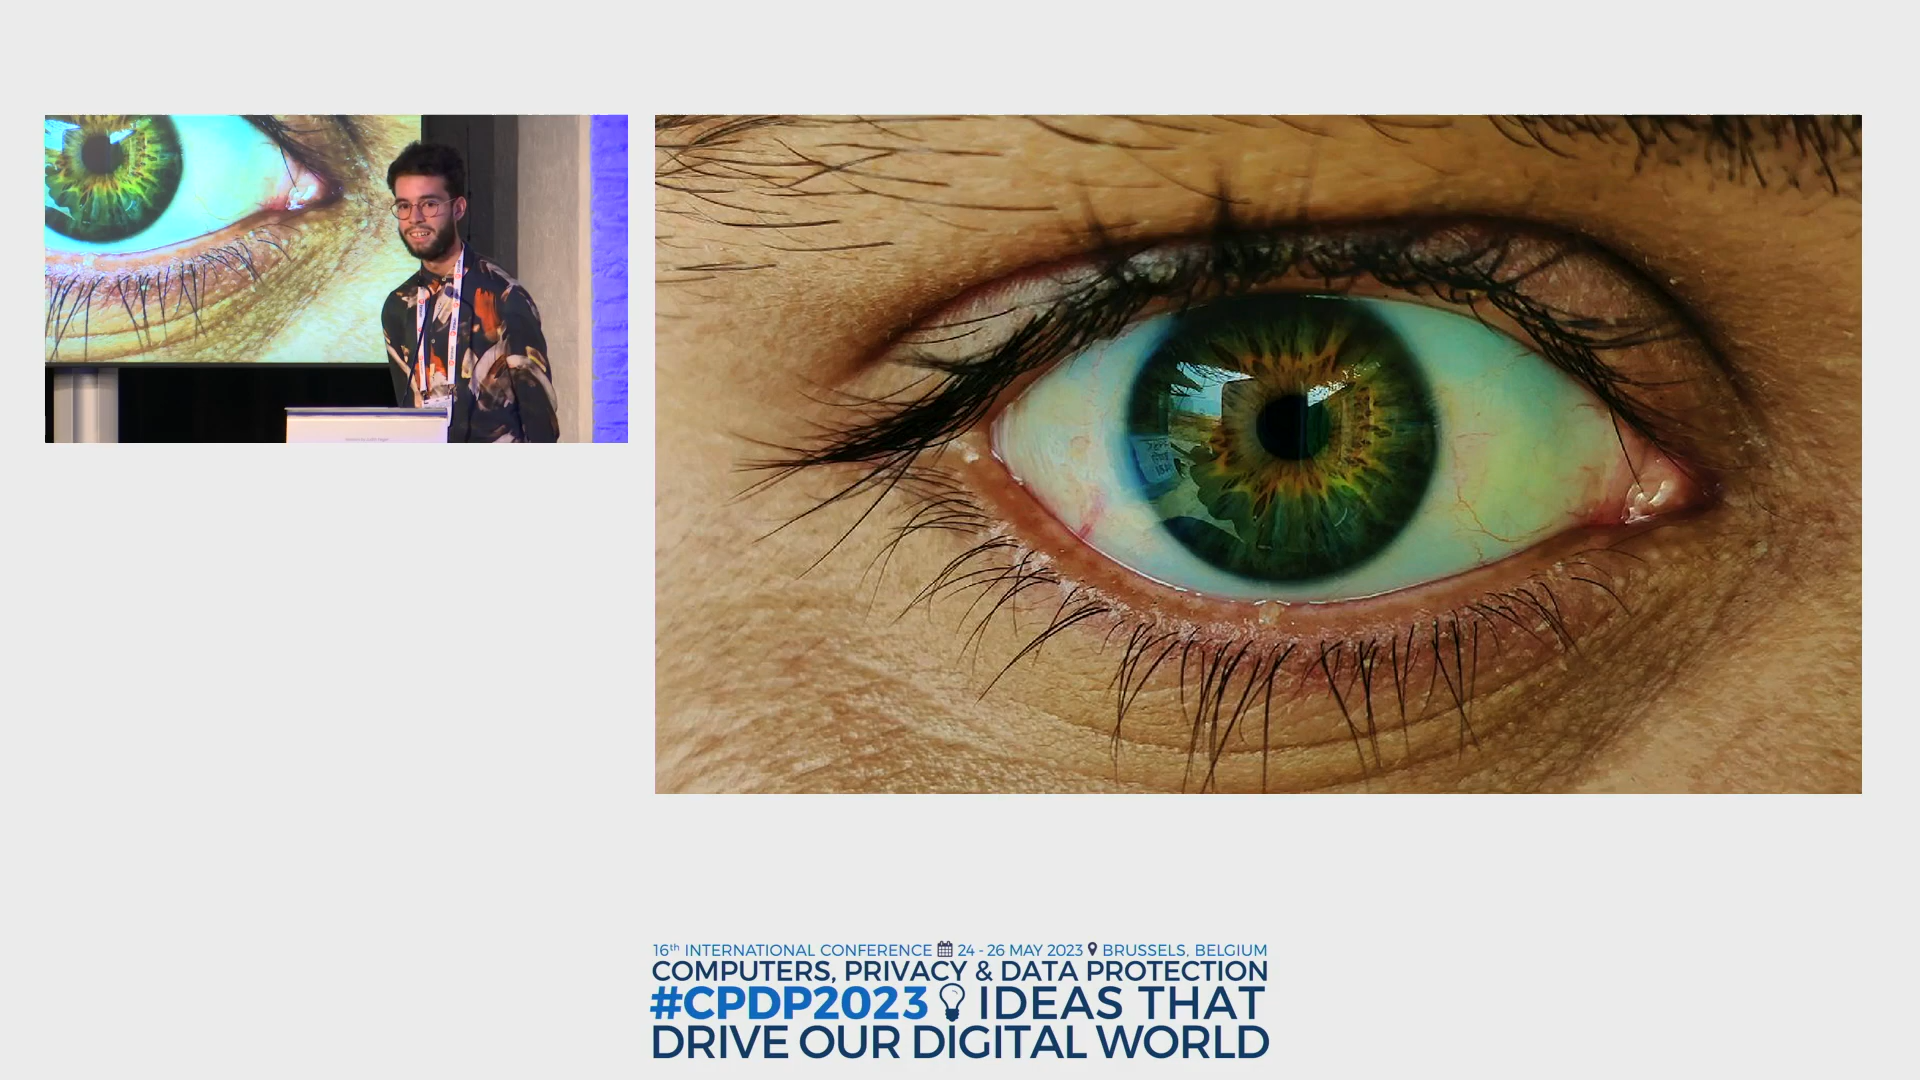 16th INTERNATIONAL CONFERENCE 24 - 26 MAY 2023 BRUSSELS, BELGIUM
COMPUTERS, PRIVACY & DATA PROTECTION
#CPDP2023 IDEAS THAT
DRIVE OUR DIGITAL WORLD